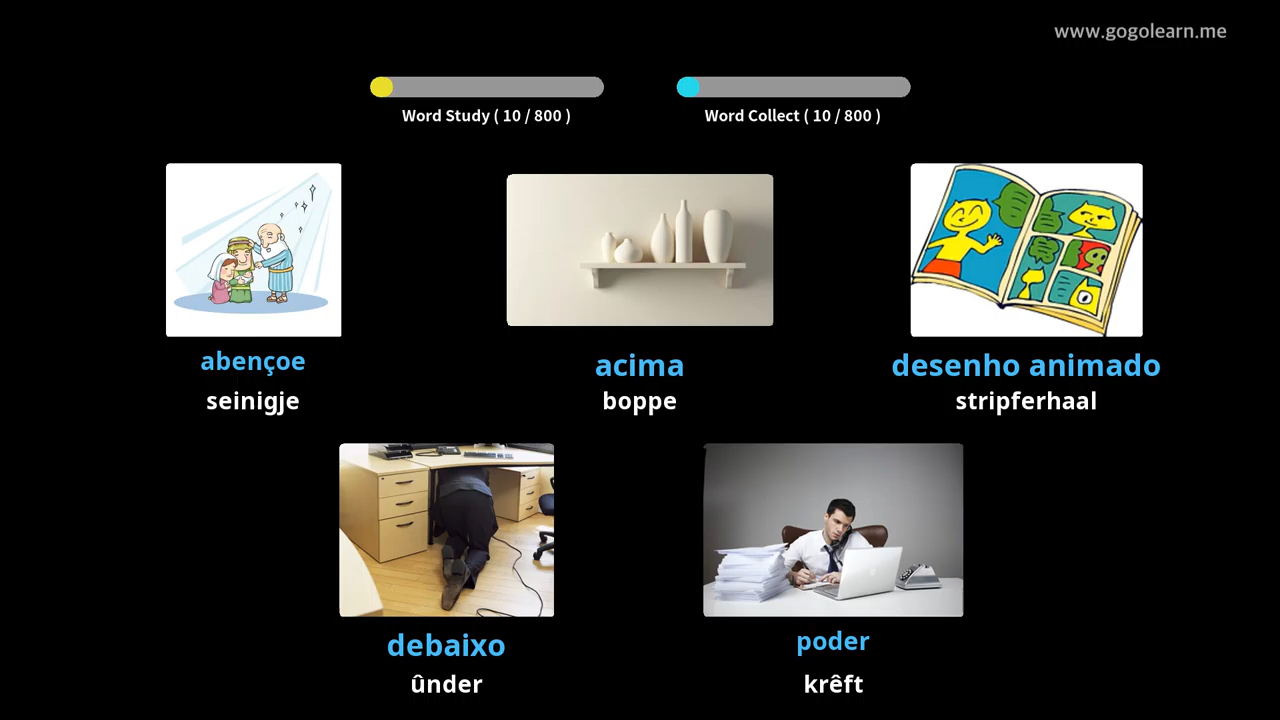 www.gogolearn.me
Word Study ( 10 / 800 )
Word Collect ( 10 / 800 )
abençoe
seinigje
acima
boppe
desenho animado
stripferhaal
debaixo
ûnder
poder
krêft